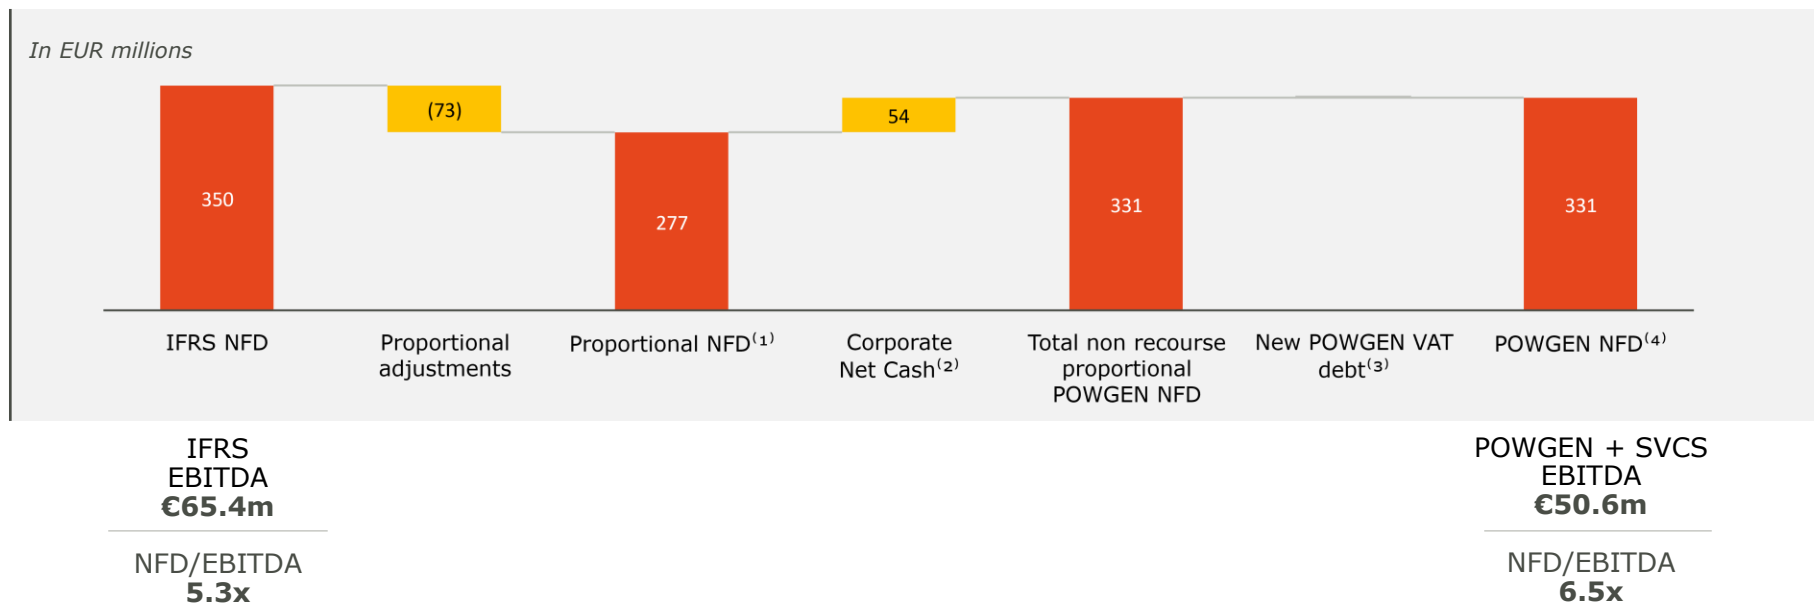 In EUR millions
350
(73)
277
54
331
331
IFRS NFD
Proportional
adjustments
Proportional NFD⁽¹⁾
Corporate
Net Cash⁽²⁾
Total non recourse
proportional
POWGEN NFD
New POWGEN VAT
debt⁽³⁾
POWGEN NFD⁽⁴⁾
IFRS
EBITDA
€65.4m
NFD/EBITDA
5.3x
POWGEN + SVCS
EBITDA
€50.6m
NFD/EBITDA
6.5x